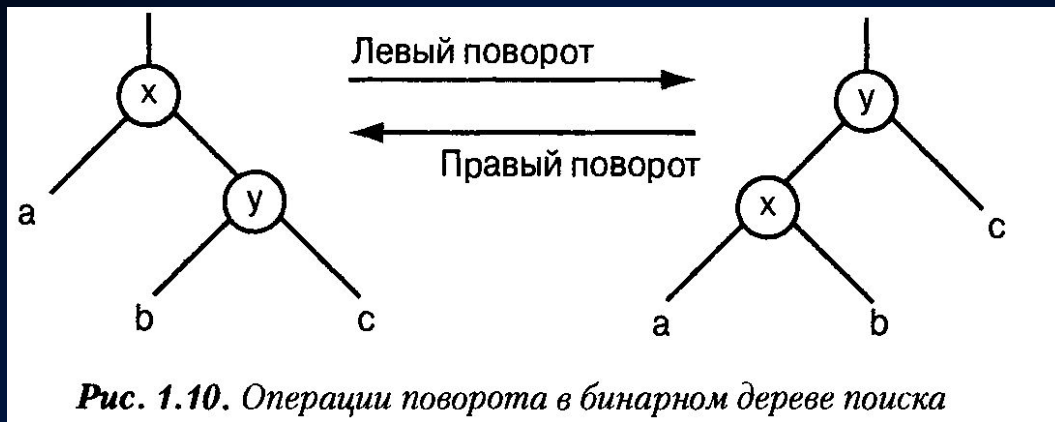 Левый поворот
x
y
Правый поворот
y
x
a
c
b
c
a
b
Рис. 1.10. Операции поворота в бинарном дереве поиска